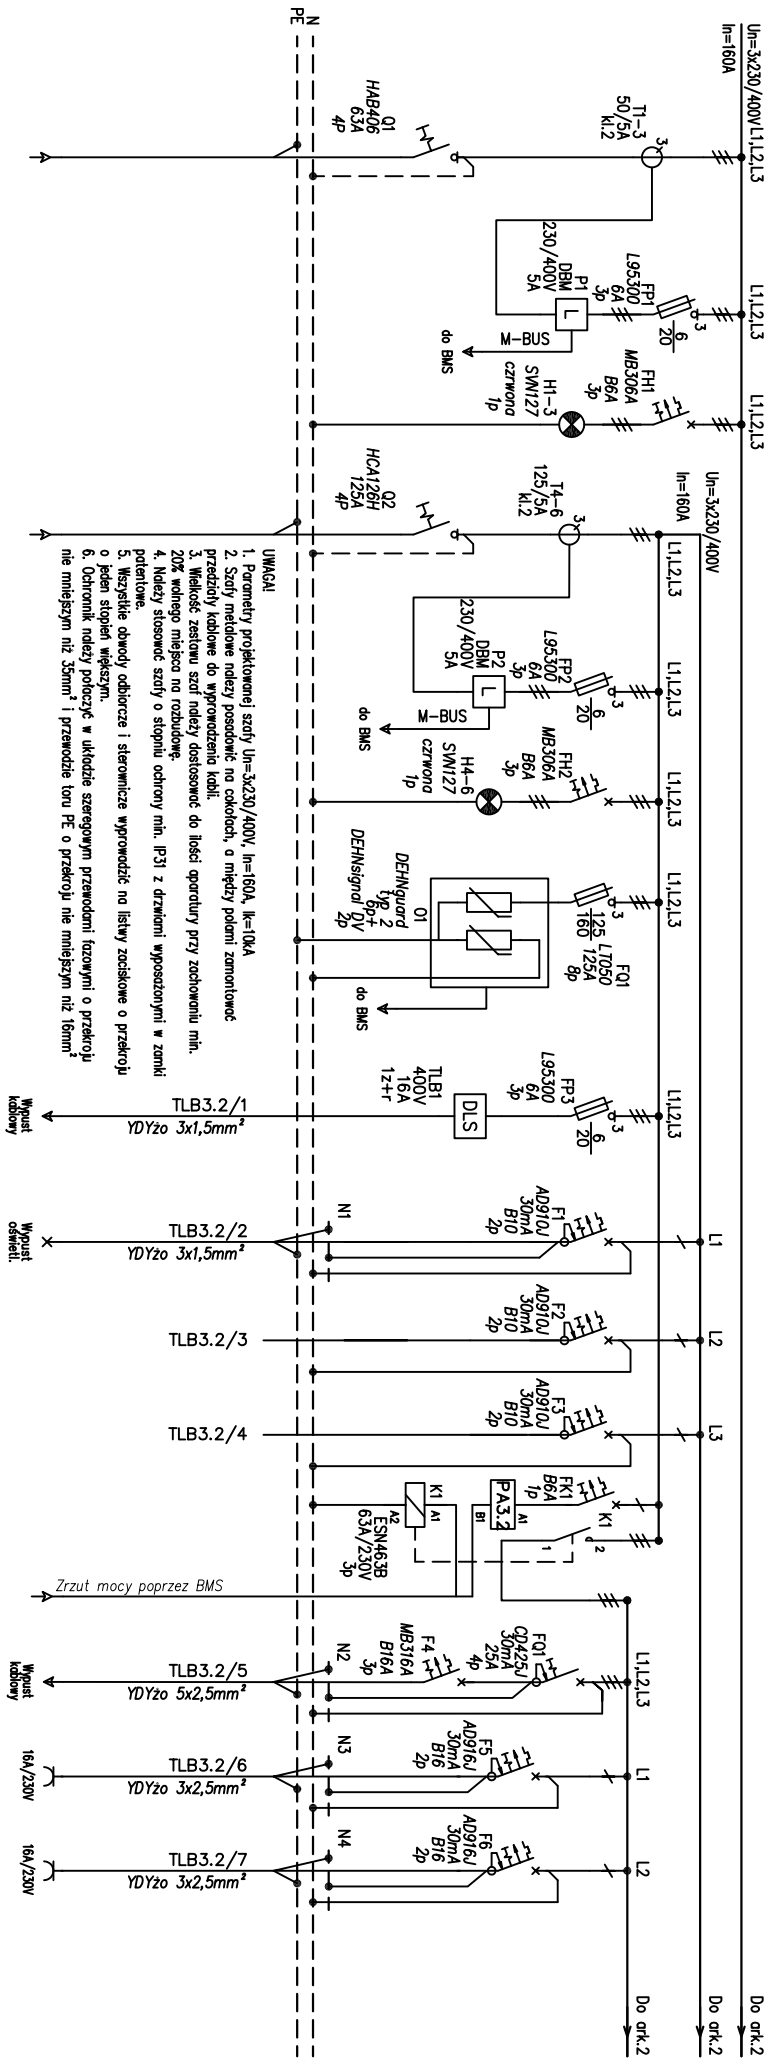 Un=3x230/400V
In=160A
L1,L2,L3
T1-3
50/5A
kl.2
3
Q1
HAB406
63A
4P
N
PE
L1,L2,L3
FP1
L95300
6A
3p
3
6
20
P1
DBM
230/400V
5A
L
M-BUS
do BMS
L1,L2,L3
FH1
MB306A
B6A
3p
H1-3
SVN127
czrwona
1p
Un=3x230/400V
In=160A
L1,L2,L3
T4-6
125/5A
kl.2
3
Q2
HCA126H
125A
4P
L1,L2,L3
FP2
L95300
6A
3p
3
6
20
P2
DBM
230/400V
5A
L
M-BUS
do BMS
L1,L2,L3
FH2
MB306A
B6A
3p
H4-6
SVN127
czrwona
1p
L1,L2,L3
3
125
160
FQ1
LT050
125A
8p
O1
DEHNguard
typ 2
6p+
DEHNsignal DV
2p
do BMS
UWAGA!
1. Parametry projektowanej szafy Un=3x230/400V, In=160A, Ik=10kA
2. Szafy metalowe należy posadowić na cokołach, a między polami zamontować
przedziały kablowe do wyprowadzenia kabli.
3. Wielkość zestawu szaf należy dostosować do ilości aparatury przy zachowaniu min.
20% wolnego miejsca na rozbudowę.
4. Należy stosować szafy o stopniu ochrony min. IP31 z drzwiami wyposażonymi w zamki
patentowe.
5. Wszystkie obwody odbiorcze i sterownicze wyprowadzić na listwy zaciskowe o przekroju
o jeden stopień większym.
6. Ochronnik należy połączyć w układzie szeregowym przewodami fazowymi o przekroju
nie mniejszym niż 35mm² i przewodzie toru PE o przekroju nie mniejszym niż 16mm²
L1,L2,L3
FP3
L95300
6A
3p
3
6
20
TLB1
400V
16A
1z+r
DLS
TLB3.2/1
YDYżo 3x1,5mm²
Wypust
kablowy
L1
F1
AD910J
30mA
B10
2p
N1
TLB3.2/2
YDYżo 3x1,5mm²
Wypust
oświetl.
L2
F2
AD910J
30mA
B10
2p
TLB3.2/3
L3
F3
AD910J
30mA
B10
2p
TLB3.2/4
FK1
B6A
1p
PA3.2
A1
B1
K1
1
2
K1
A1
A2
ESN463B
63A/230V
3p
Zrzut mocy poprzez BMS
L1,L2,L3
FQ1
CD425J
30mA
25A
4p
F4
MB316A
B16A
3p
N2
TLB3.2/5
YDYżo 5x2,5mm²
Wypust
kablowy
L1
F5
AD916J
30mA
B16
2p
N3
TLB3.2/6
YDYżo 3x2,5mm²
16A/230V
L2
F6
AD916J
30mA
B16
2p
N4
TLB3.2/7
YDYżo 3x2,5mm²
16A/230V
Do ark.2
Do ark.2
Do ark.2